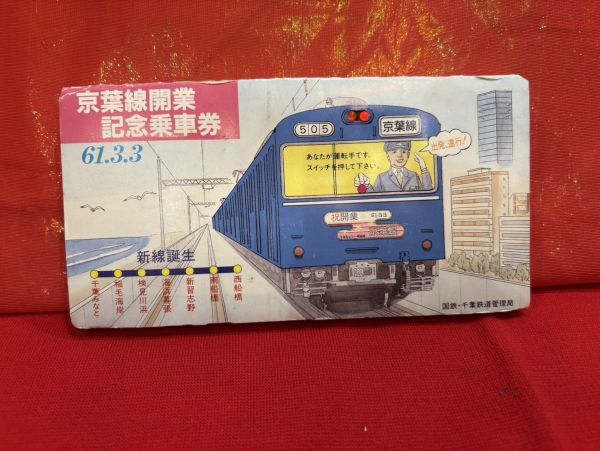 京葉線開業
記念乗車券
61.3.3
505
京葉線
あなたが運転手です。
スイッチを押して下さい。
出発、進行!
祝開業 61·3·3
新線誕生
千葉みなと
稲毛海岸
検見川浜
海浜幕張
新習志野
南船橋
西船橋
国鉄・千葉鉄道管理局